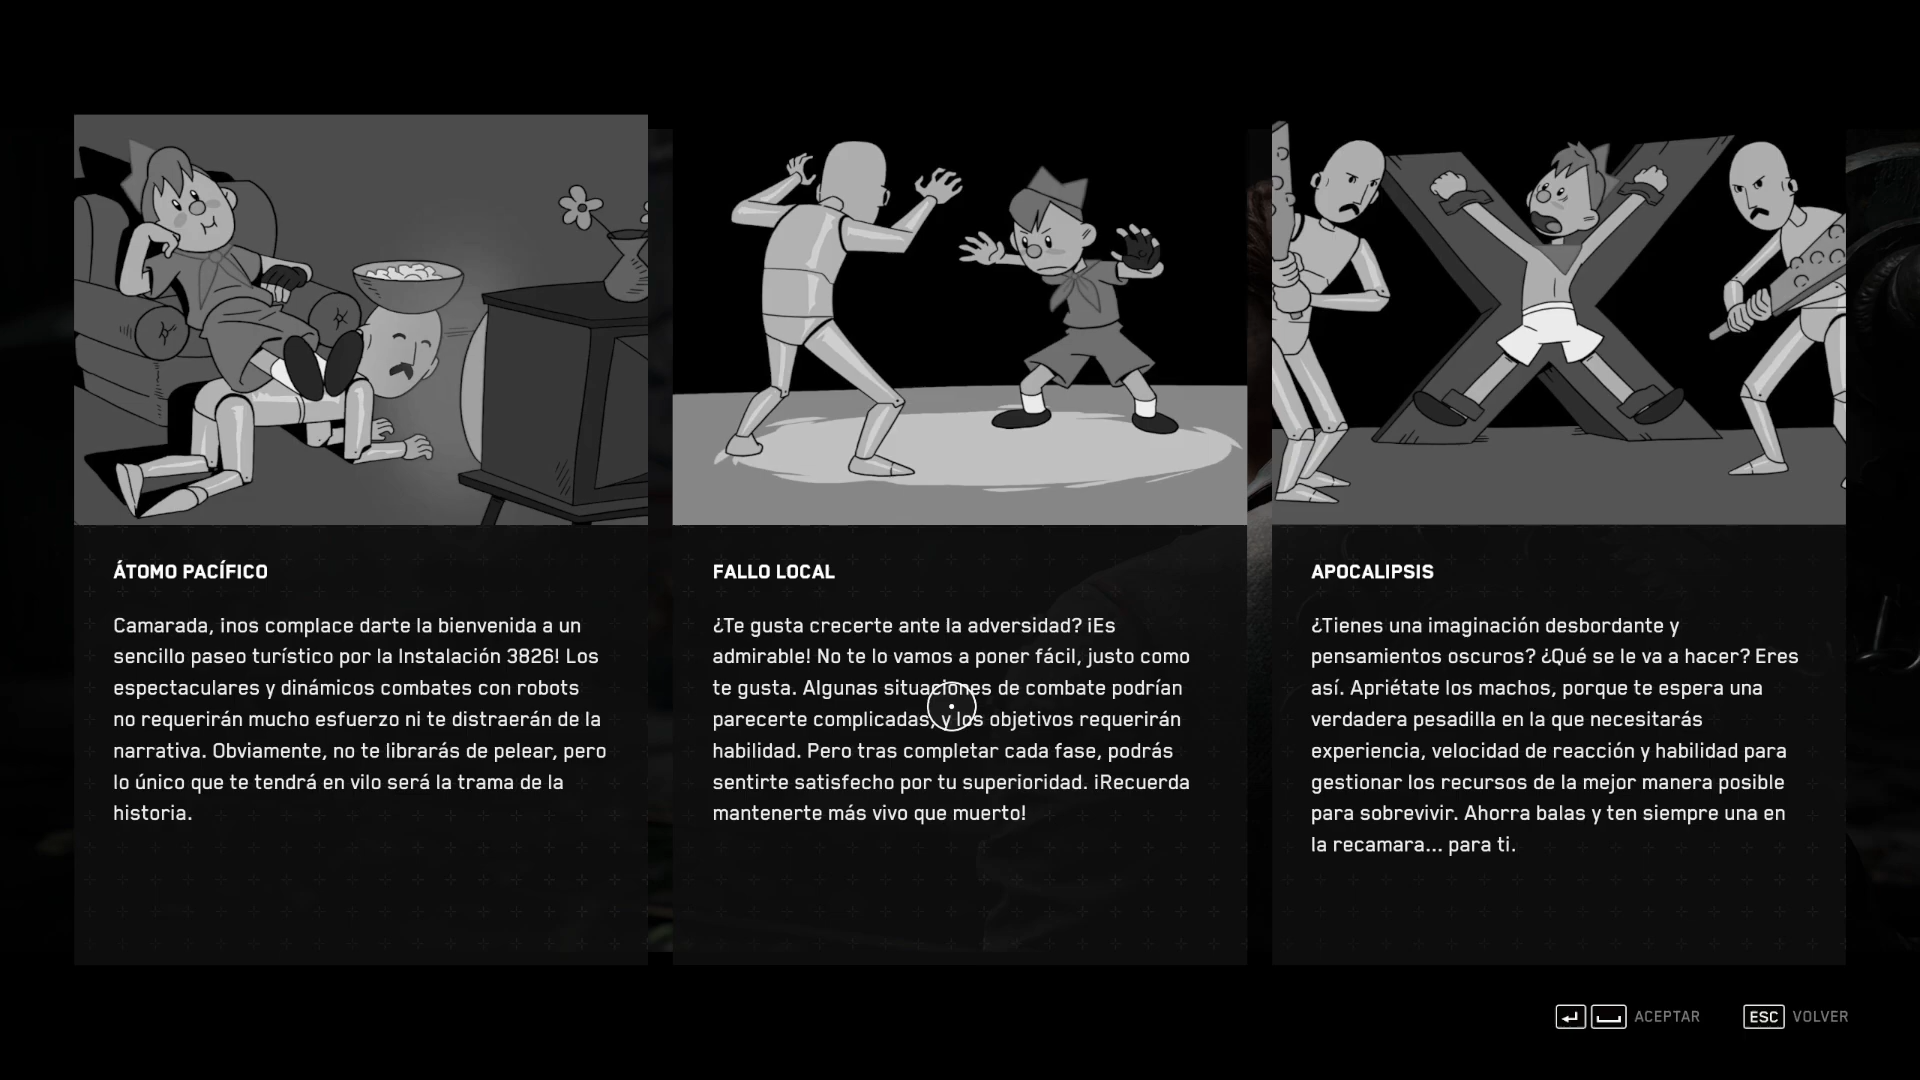 ÁTOMO PACÍFICO
Camarada, ¡nos complace darte la bienvenida a un
sencillo paseo turístico por la Instalación 3826! Los
espectaculares y dinámicos combates con robots
no requerirán mucho esfuerzo ni te distraerán de la
narrativa. Obviamente, no te librarás de pelear, pero
lo único que te tendrá en vilo será la trama de la
historia.
FALLO LOCAL
¿Te gusta crecerte ante la adversidad? ¡Es
admirable! No te lo vamos a poner fácil, justo como
te gusta. Algunas situaciones de combate podrían
parecerte complicadas, y los objetivos requerirán
habilidad. Pero tras completar cada fase, podrás
sentirte satisfecho por tu superioridad. ¡Recuerda
mantenerte más vivo que muerto!
APOCALIPSIS
¿Tienes una imaginación desbordante y
pensamientos oscuros? ¿Qué se le va a hacer? Eres
así. Apriétate los machos, porque te espera una
verdadera pesadilla en la que necesitarás
experiencia, velocidad de reacción y habilidad para
gestionar los recursos de la mejor manera posible
para sobrevivir. Ahorra balas y ten siempre una en
la recamara... para ti.
ACEPTAR
ESC VOLVER